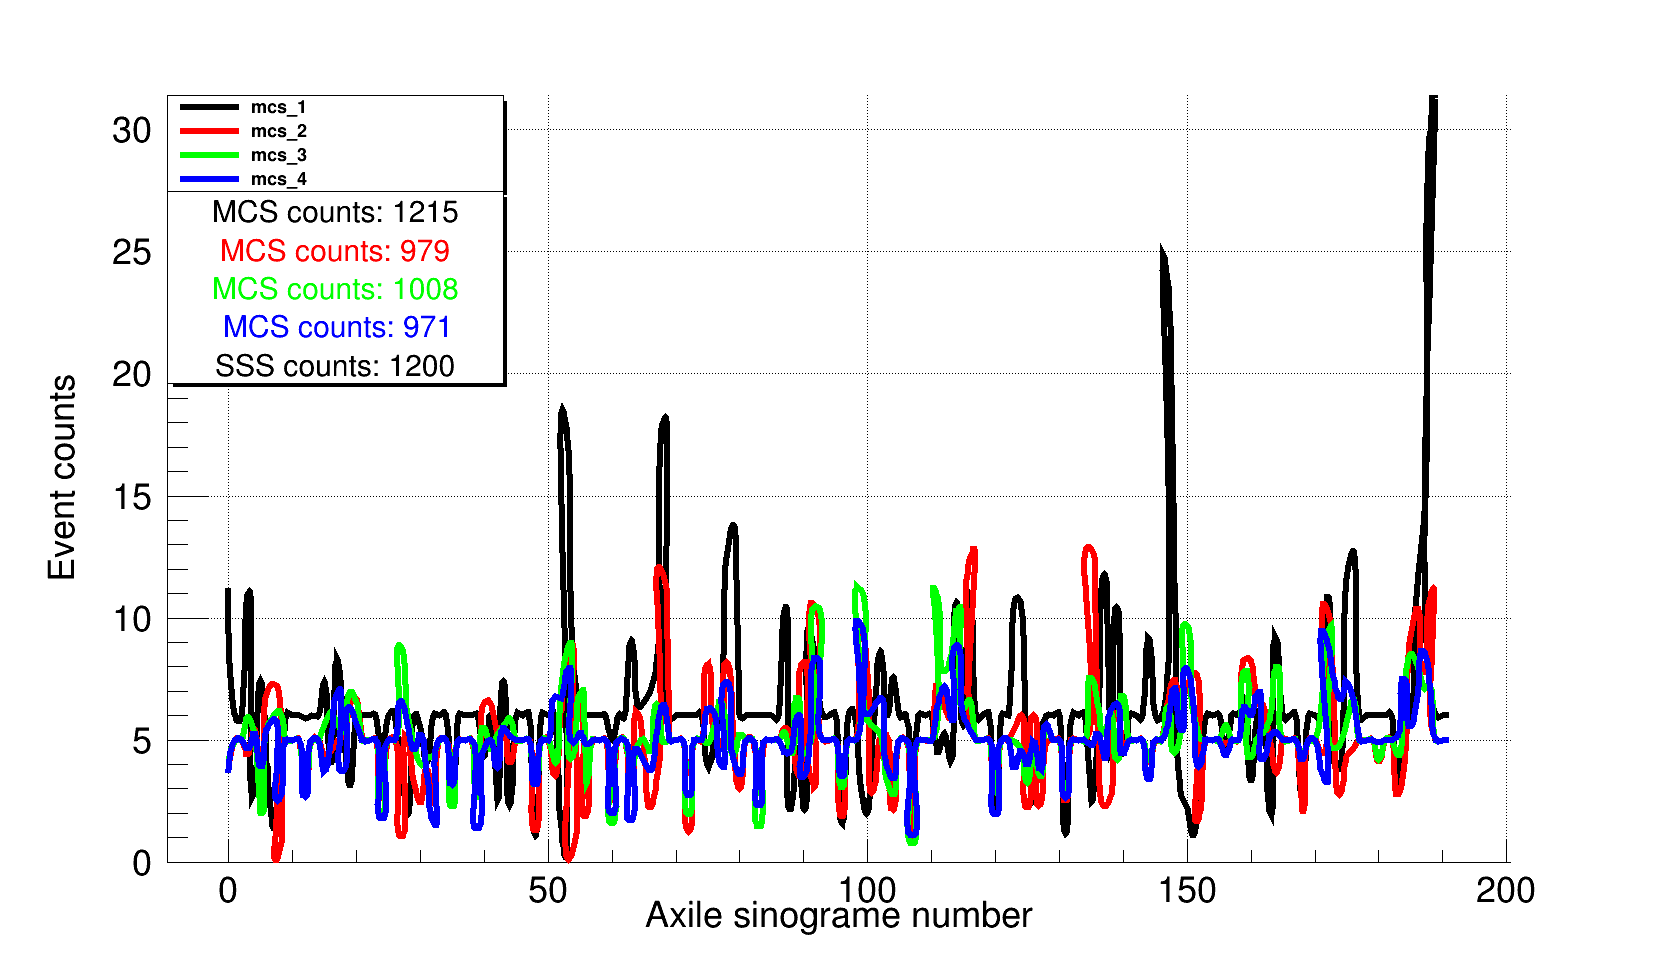 mcs_1
mcs_2
mcs_3
mcs_4
MCS counts: 1215
MCS counts: 979
MCS counts: 1008
MCS counts: 971
SSS counts: 1200
30
25
20
15
10
5
0
Event counts
0 50 100 150 200
Axile sinograme number